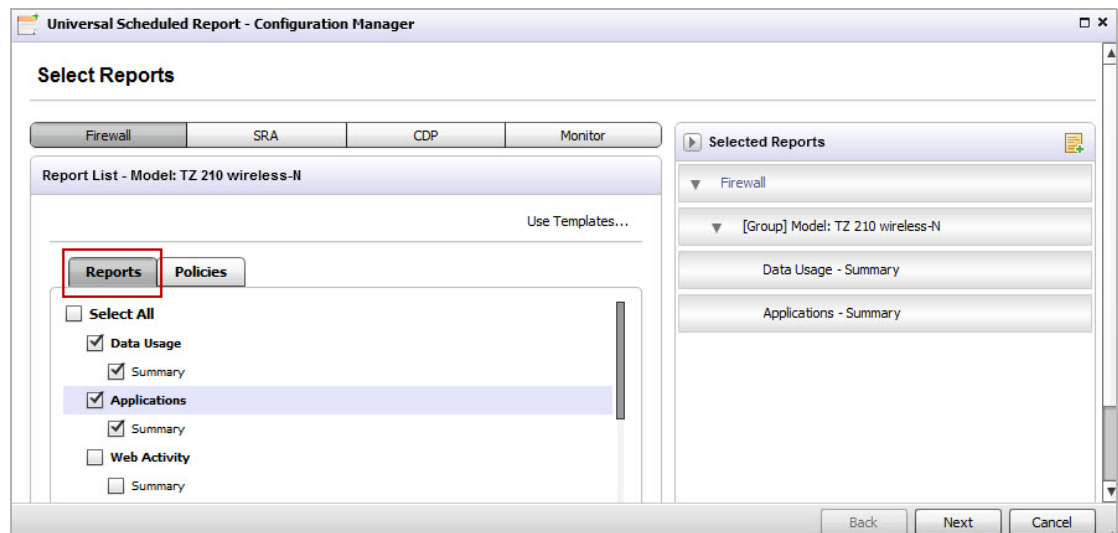 Universal Scheduled Report - Configuration Manager
Select Reports
Firewall SRA CDP Monitor
Report List - Model: TZ 210 wireless-N
Use Templates...
Reports Policies
Select All
Data Usage
Summary
Applications
Summary
Web Activity
Summary
Selected Reports
Firewall
[Group] Model: TZ 210 wireless-N
Data Usage - Summary
Applications - Summary
Back Next Cancel